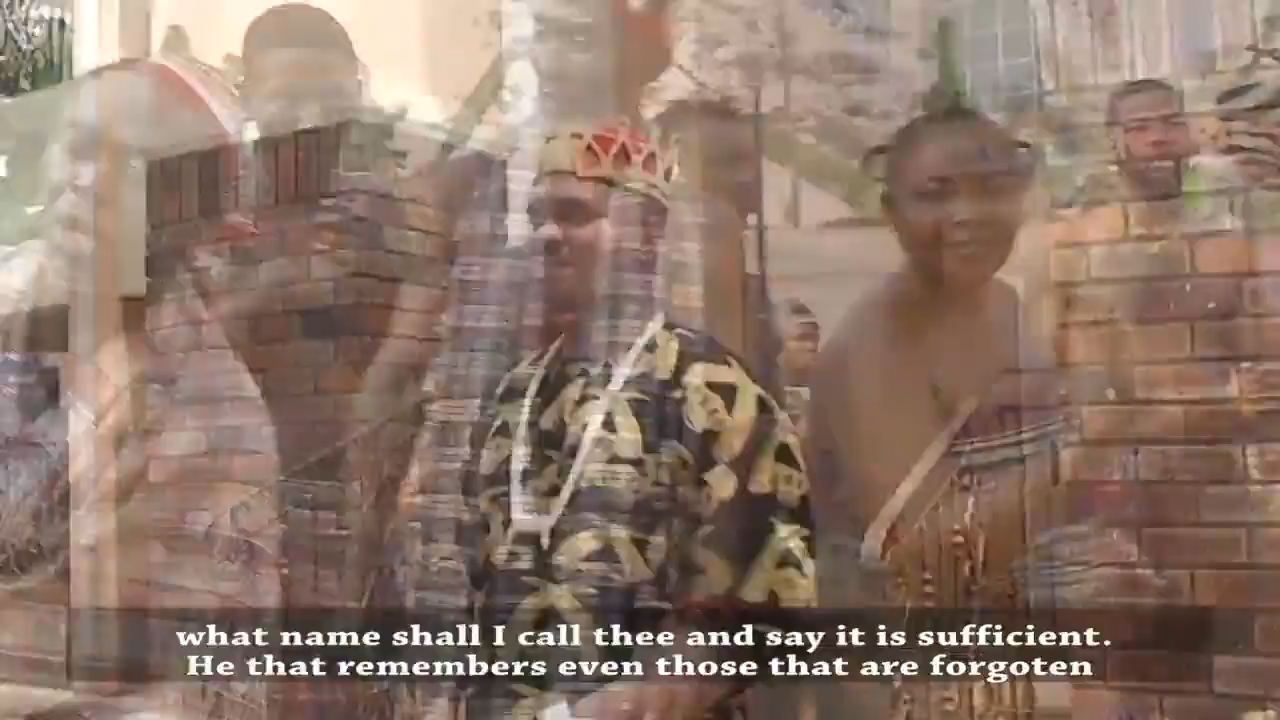 what name shall I call thee and say it is sufficient.
He that remembers even those that are forgoten